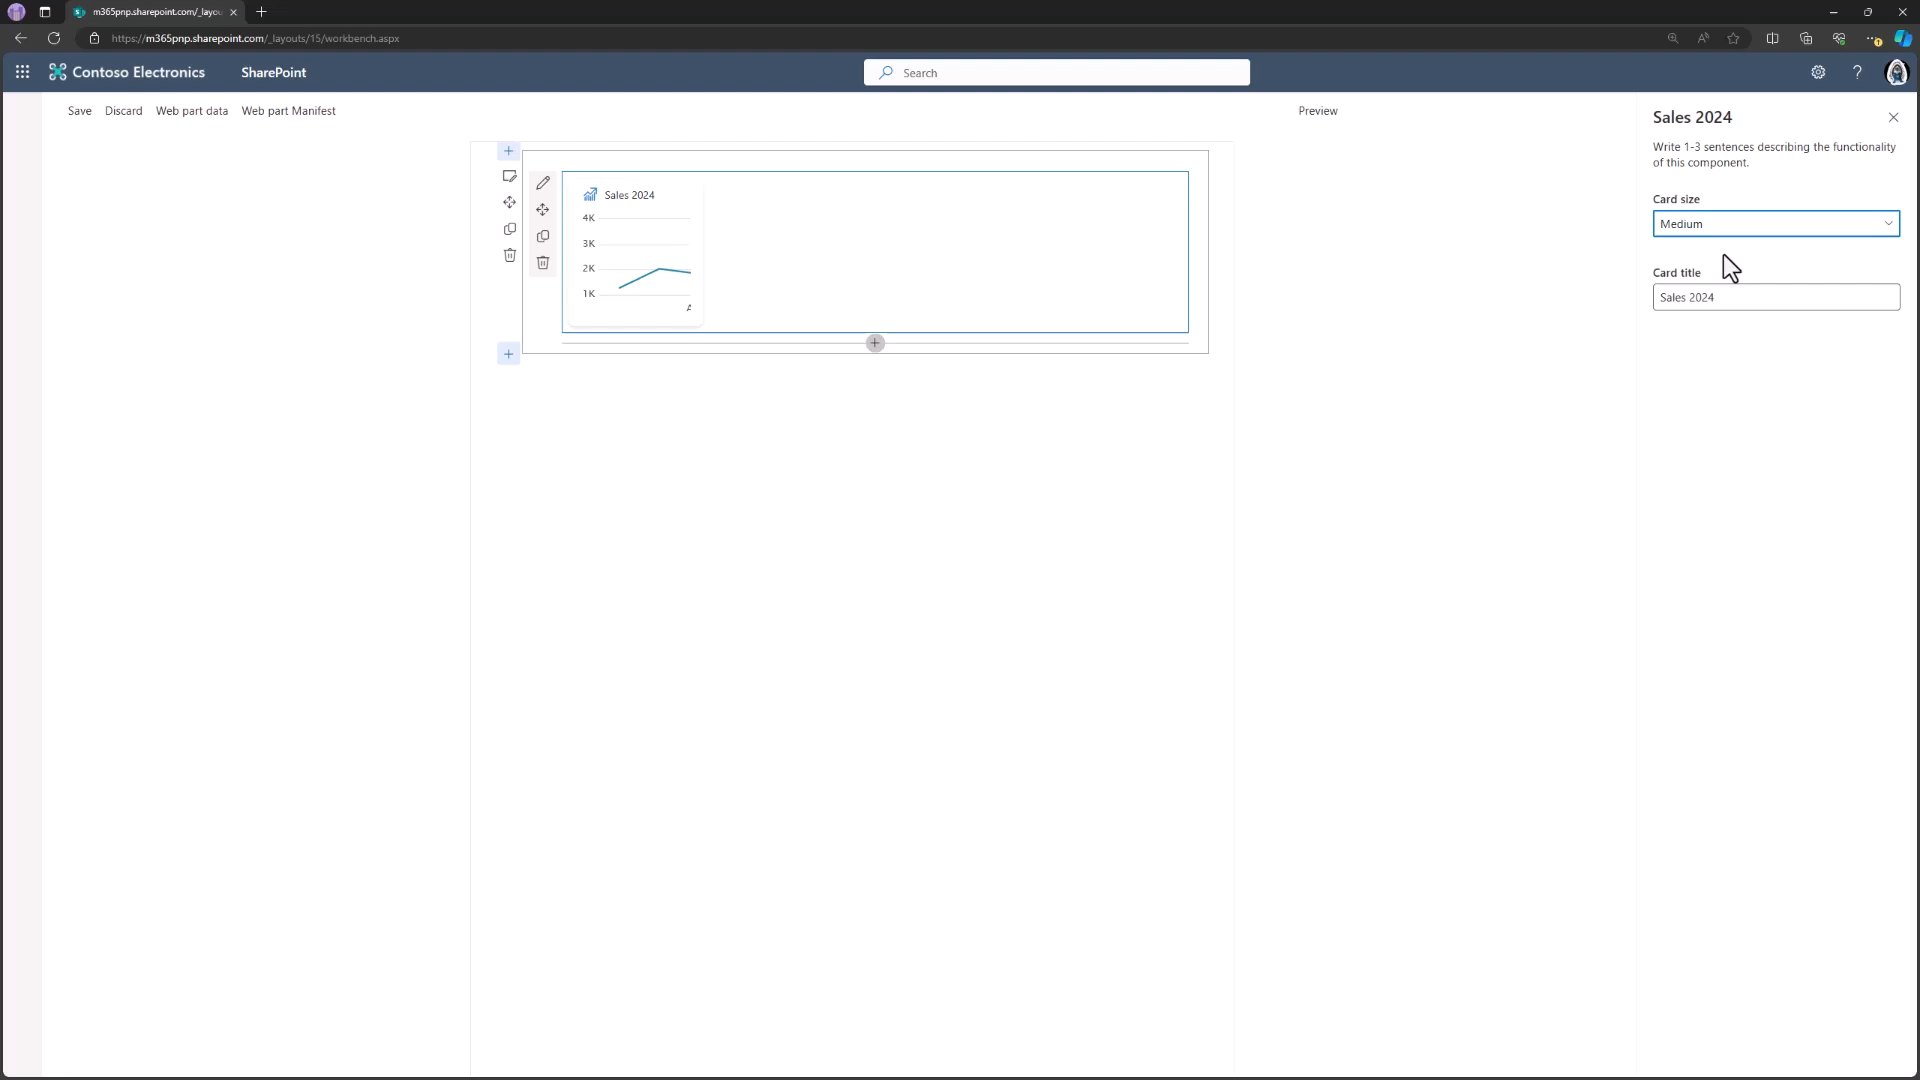 m365pnp.sharepoint.com/_layou
https://m365pnp.sharepoint.com/_layouts/15/workbench.aspx
Contoso Electronics
SharePoint
Search
Save
Discard
Web part data
Web part Manifest
Preview
Sales 2024
4K
3K
2K
1K
A
Sales 2024
Write 1-3 sentences describing the functionality
of this component.
Card size
Medium
Card title
Sales 2024